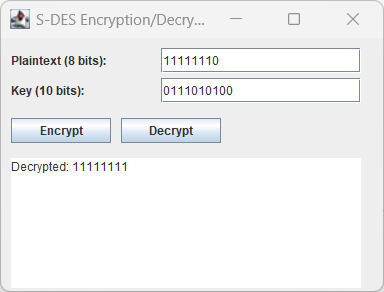 S-DES Encryption/Decry...
Plaintext (8 bits): 11111110
Key (10 bits): 0111010100
Encrypt Decrypt
Decrypted: 11111111